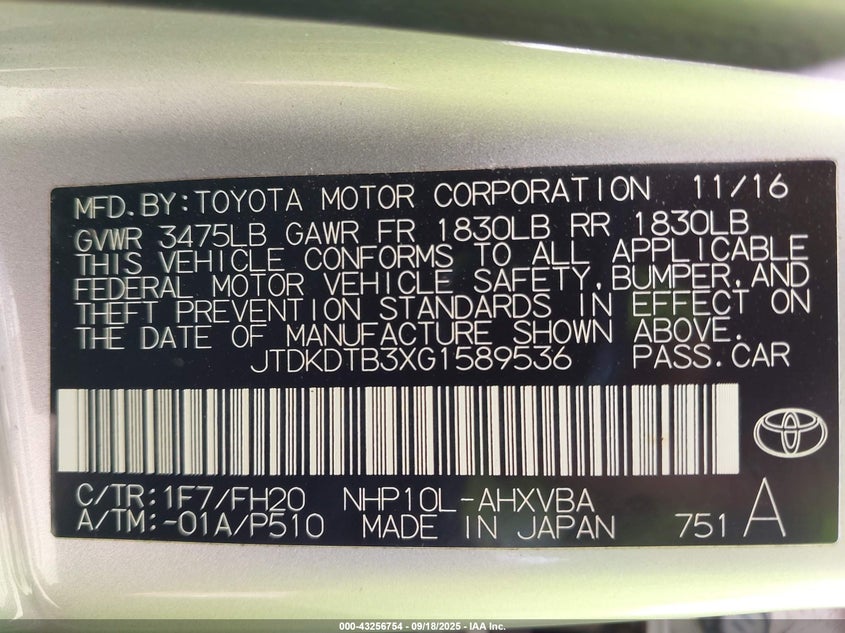 MFD.BY:TOYOTA MOTOR CORPORATION 11/16
GVWR 3475LB GAWR FR 1830LB RR 1830LB
THIS VEHICLE CONFORMS TO ALL APPLICABLE
FEDERAL MOTOR VEHICLE SAFETY,BUMPER,AND
THEFT PREVENTION STANDARDS IN EFFECT ON
THE DATE OF MANUFACTURE SHOWN ABOVE.
JTDKDTB3XG1589536 PASS.CAR
C/TR:1F7/FH20 NHP10L-AHXVBA
A/TM:-01A/P510 MADE IN JAPAN 751 A
000-43256754 - 09/18/2025 - IAA Inc.